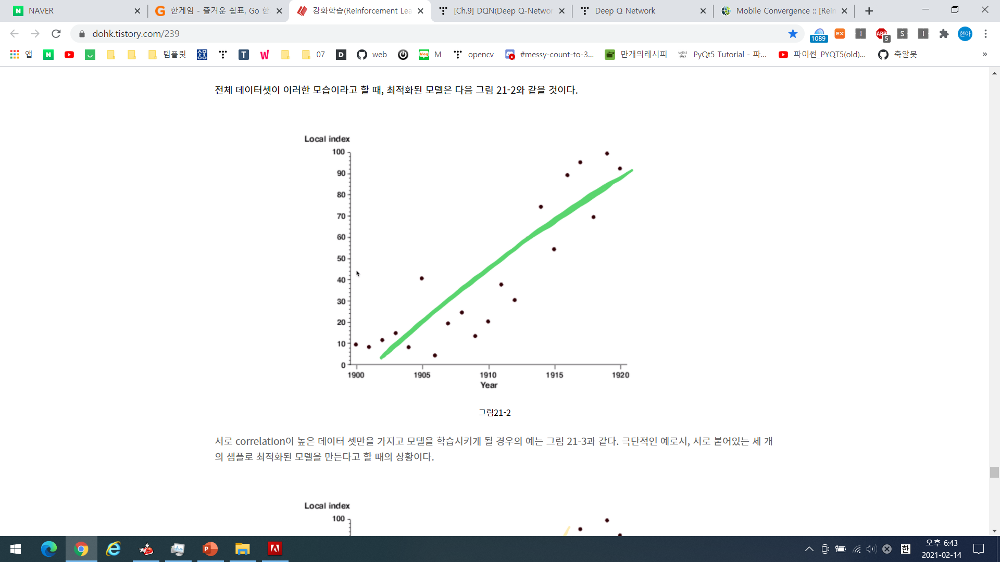 NAVER
한게임 - 즐거운 쉼표, Go 한
강화학습(Reinforcement Lea
[Ch.9] DQN(Deep Q-Networ
Deep Q Network
Mobile Convergence :: [Rein
dohk.tistory.com/239
1089
EX
I
ABP
5
S
I
현아
앱
템플릿
07
web
M
opencv
#messy-count-to-3...
만개의레시피
PyQt5 Tutorial - 파...
파이썬_PYQT5(old)...
축알못
»
전체 데이터셋이 이러한 모습이라고 할 때, 최적화된 모델은 다음 그림 21-2와 같을 것이다.
Local index
100
90
80
70
60
50
40
30
20
10
0
1900 1905 1910 1915 1920
Year
그림21-2
서로 correlation이 높은 데이터 셋만을 가지고 모델을 학습시키게 될 경우의 예는 그림 21-3과 같다. 극단적인 예로서, 서로 붙어있는 세 개
의 샘플로 최적화된 모델을 만든다고 할 때의 상황이다.
Local index
100
한
오후 6:43
2021-02-14